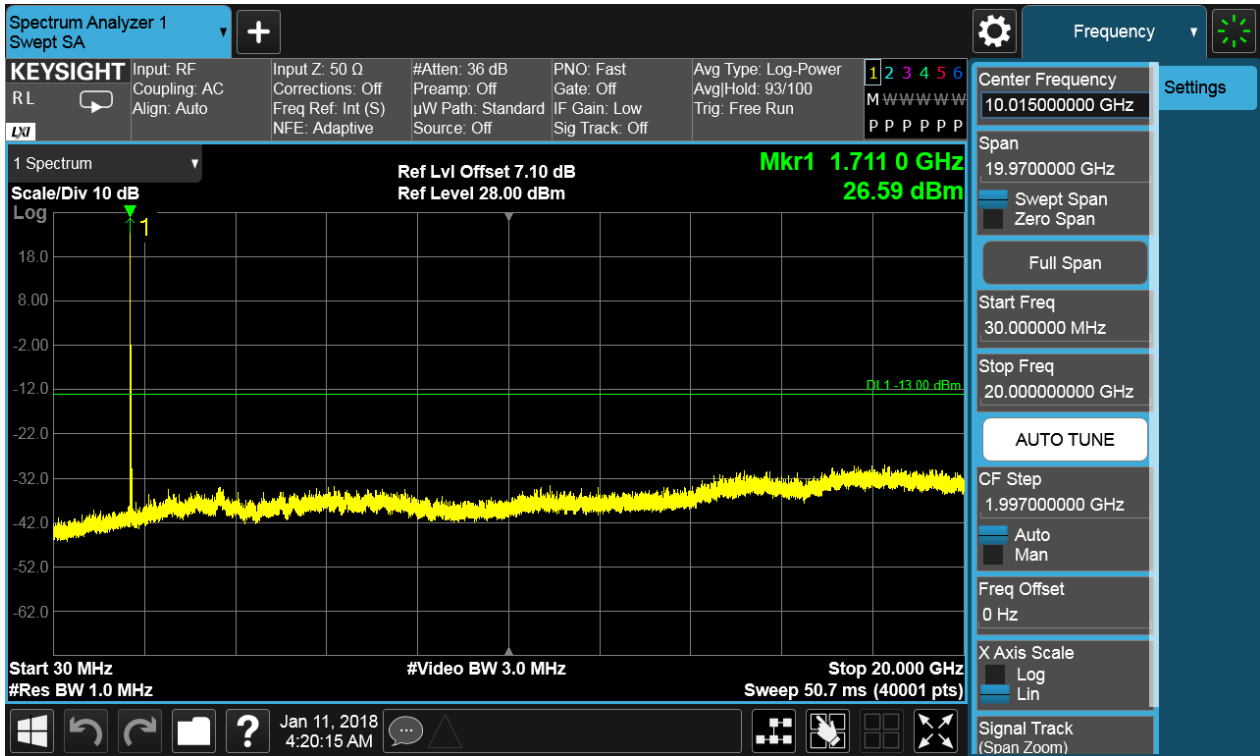 Spectrum Analyzer 1
Swept SA
+
Frequency
KEYSIGHT
R L
LXI
Input: RF
Coupling: AC
Align: Auto
Input Z: 50 Ω
Corrections: Off
Freq Ref: Int (S)
NFE: Adaptive
#Atten: 36 dB
Preamp: Off
µW Path: Standard
Source: Off
PNO: Fast
Gate: Off
IF Gain: Low
Sig Track: Off
Avg Type: Log-Power
Avg|Hold: 93/100
Trig: Free Run
1 2 3 4 5 6
M W W W W W
P P P P P P
1 Spectrum
Scale/Div 10 dB
Log
Ref Lvl Offset 7.10 dB
Ref Level 28.00 dBm
Mkr1 1.711 0 GHz
26.59 dBm
1
18.0
8.00
-2.00
-12.0
-22.0
-32.0
-42.0
-52.0
-62.0
DL1 -13.00 dBm
Start 30 MHz
#Res BW 1.0 MHz
#Video BW 3.0 MHz
Stop 20.000 GHz
Sweep 50.7 ms (40001 pts)
?
Jan 11, 2018
4:20:15 AM
Center Frequency
10.015000000 GHz
Span
19.9700000 GHz
Swept Span
Zero Span
Full Span
Start Freq
30.000000 MHz
Stop Freq
20.000000000 GHz
AUTO TUNE
CF Step
1.997000000 GHz
Auto
Man
Freq Offset
0 Hz
X Axis Scale
Log
Lin
Signal Track
(Span Zoom)
Settings